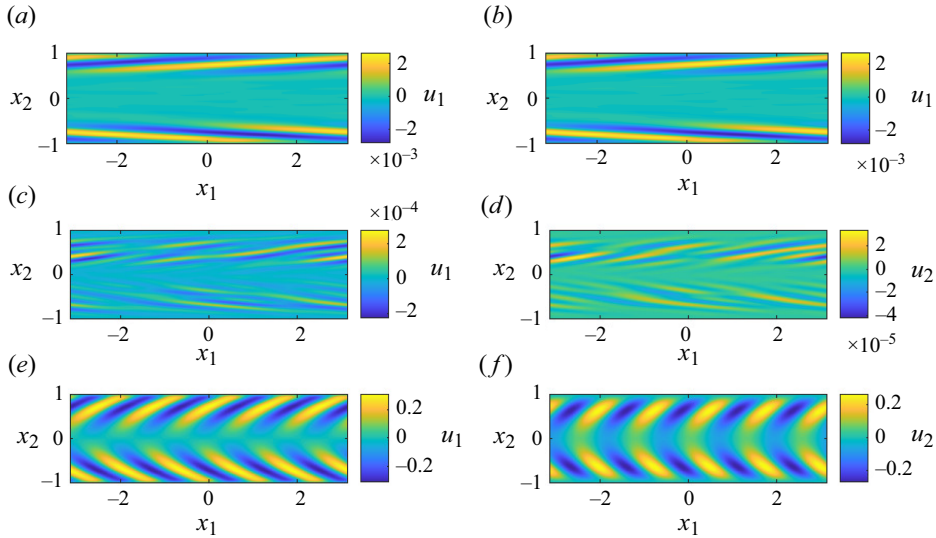 (a) (b)
1 2 1 2
x₂ 0 0 u₁ x₂ 0 0 u₁
−1 −2 −1 −2
−2 0 2 ×10⁻³ −2 0 2 ×10⁻³
x₁ x₁
(c) ×10⁻⁴ (d)
1 2 1 2
x₂ 0 0 u₁ x₂ 0 0 u₂
−2
−1 −2 −1 −4
−2 0 2 −2 0 2 ×10⁻⁵
x₁ x₁
(e) (f)
1 0.2 1 0.2
x₂ 0 0 u₁ x₂ 0 0 u₂
−1 −0.2 −1 −0.2
−2 0 2 −2 0 2
x₁ x₁